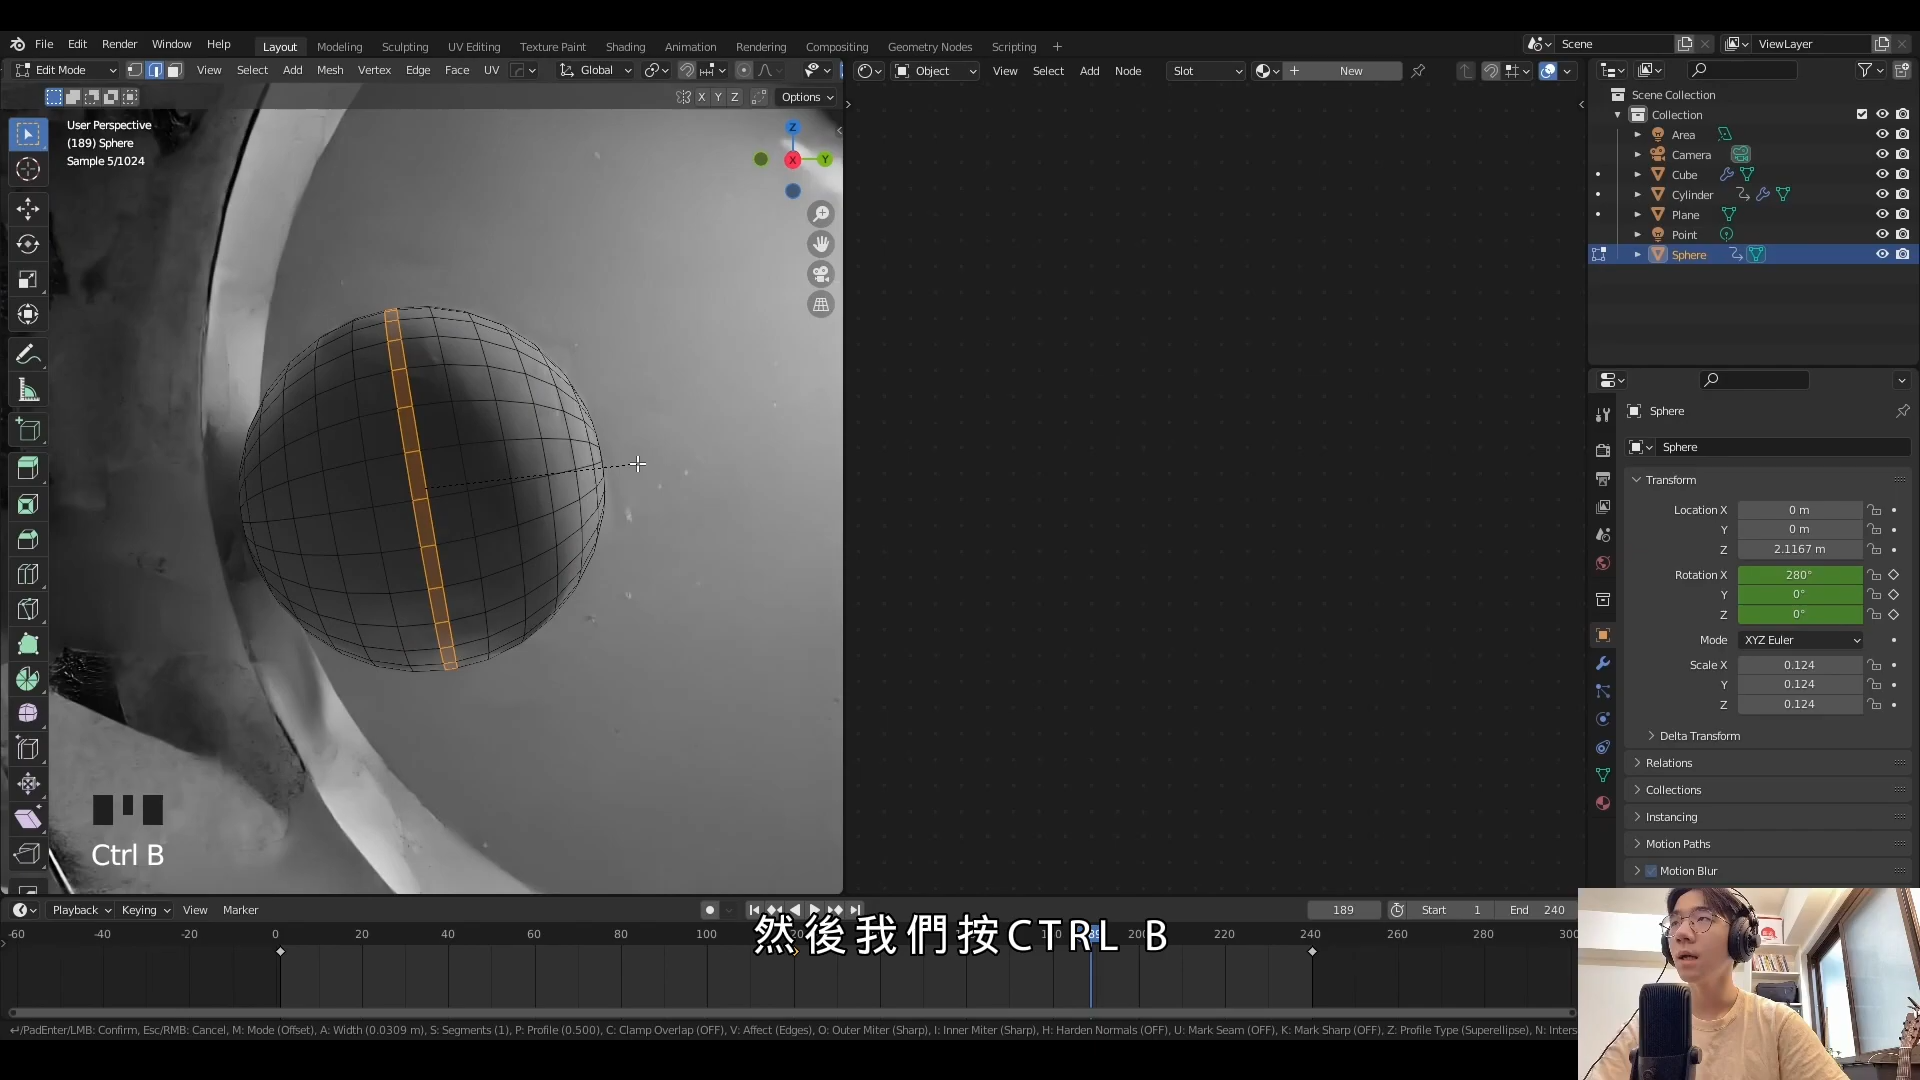 File Edit Render Window Help Layout Modeling Sculpting UV Editing Texture Paint Shading Animation Rendering Compositing Geometry Nodes Scripting + Scene ViewLayer
Edit Mode View Select Add Mesh Vertex Edge Face UV Global Object View Select Add Node Slot New
X Y Z Options
User Perspective
(189) Sphere
Sample 5/1024
Z
X
Y
Scene Collection
Collection
Area
Camera
Cube
Cylinder
Plane
Point
Sphere
Sphere
Sphere
Transform
Location X 0 m
Y 0 m
Z 2.1167 m
Rotation X 280°
Y 0°
Z 0°
Mode XYZ Euler
Scale X 0.124
Y 0.124
Z 0.124
Delta Transform
Relations
Collections
Instancing
Motion Paths
Motion Blur
Ctrl B
Playback Keying View Marker 189 Start 1 End 240
然後我們按CTRL B
-60 -40 -20 0 20 40 60 80 100 120 140 160 200 220 240 260 280 300
/PadEnter/LMB: Confirm, Esc/RMB: Cancel, M: Mode (Offset), A: Width (0.0309 m), S: Segments (1), P: Profile (0.500), C: Clamp Overlap (OFF), V: Affect (Edges), O: Outer Miter (Sharp), I: Inner Miter (Sharp), H: Harden Normals (OFF), U: Mark Seam (OFF), K: Mark Sharp (OFF), Z: Profile Type (Superellipse), N: Inters